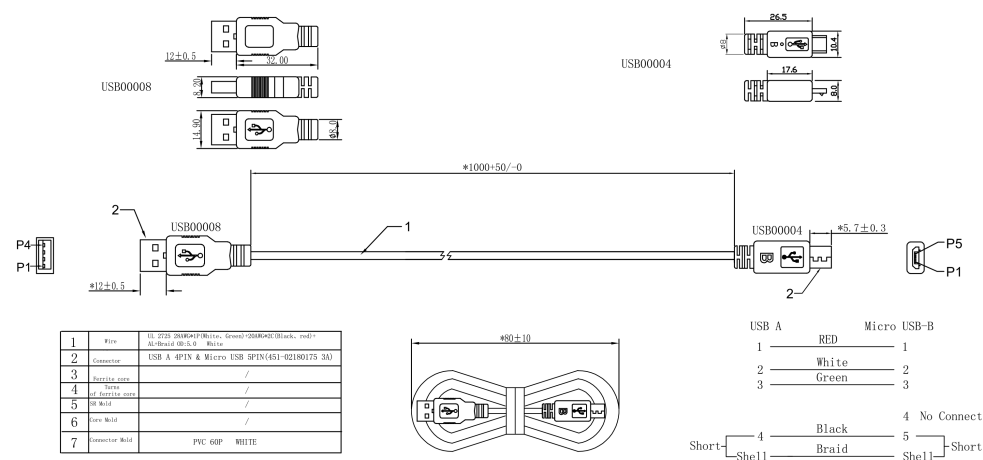 26.5
ø8
B
10.4
USB00004
17.6
8.0
12±0.5
32.00
USB00008
8.20
14.90
ø8.0
*1000+50/-0
2
USB00008
1
USB00004
*5.7±0.3
P4
P1
B
P5
P1
*12±0.5
2
1 Wire UL 2725 28AWG*1P(White, Green)+20AWG*2C(Black, red)+
AL+Braid OD:5.0 White
2 Connector USB A 4PIN & Micro USB 5PIN(451-02180175 3A)
3 Ferrite core /
4 Turns
of ferrite core /
5 SR Mold /
6 Core Mold /
7 Connector Mold PVC 60P WHITE
*80±10
B
USB A Micro USB-B
1 RED 1
2 White 2
3 Green 3
4 No Connect
Short 4 Black 5 Short
Shell Braid Shell